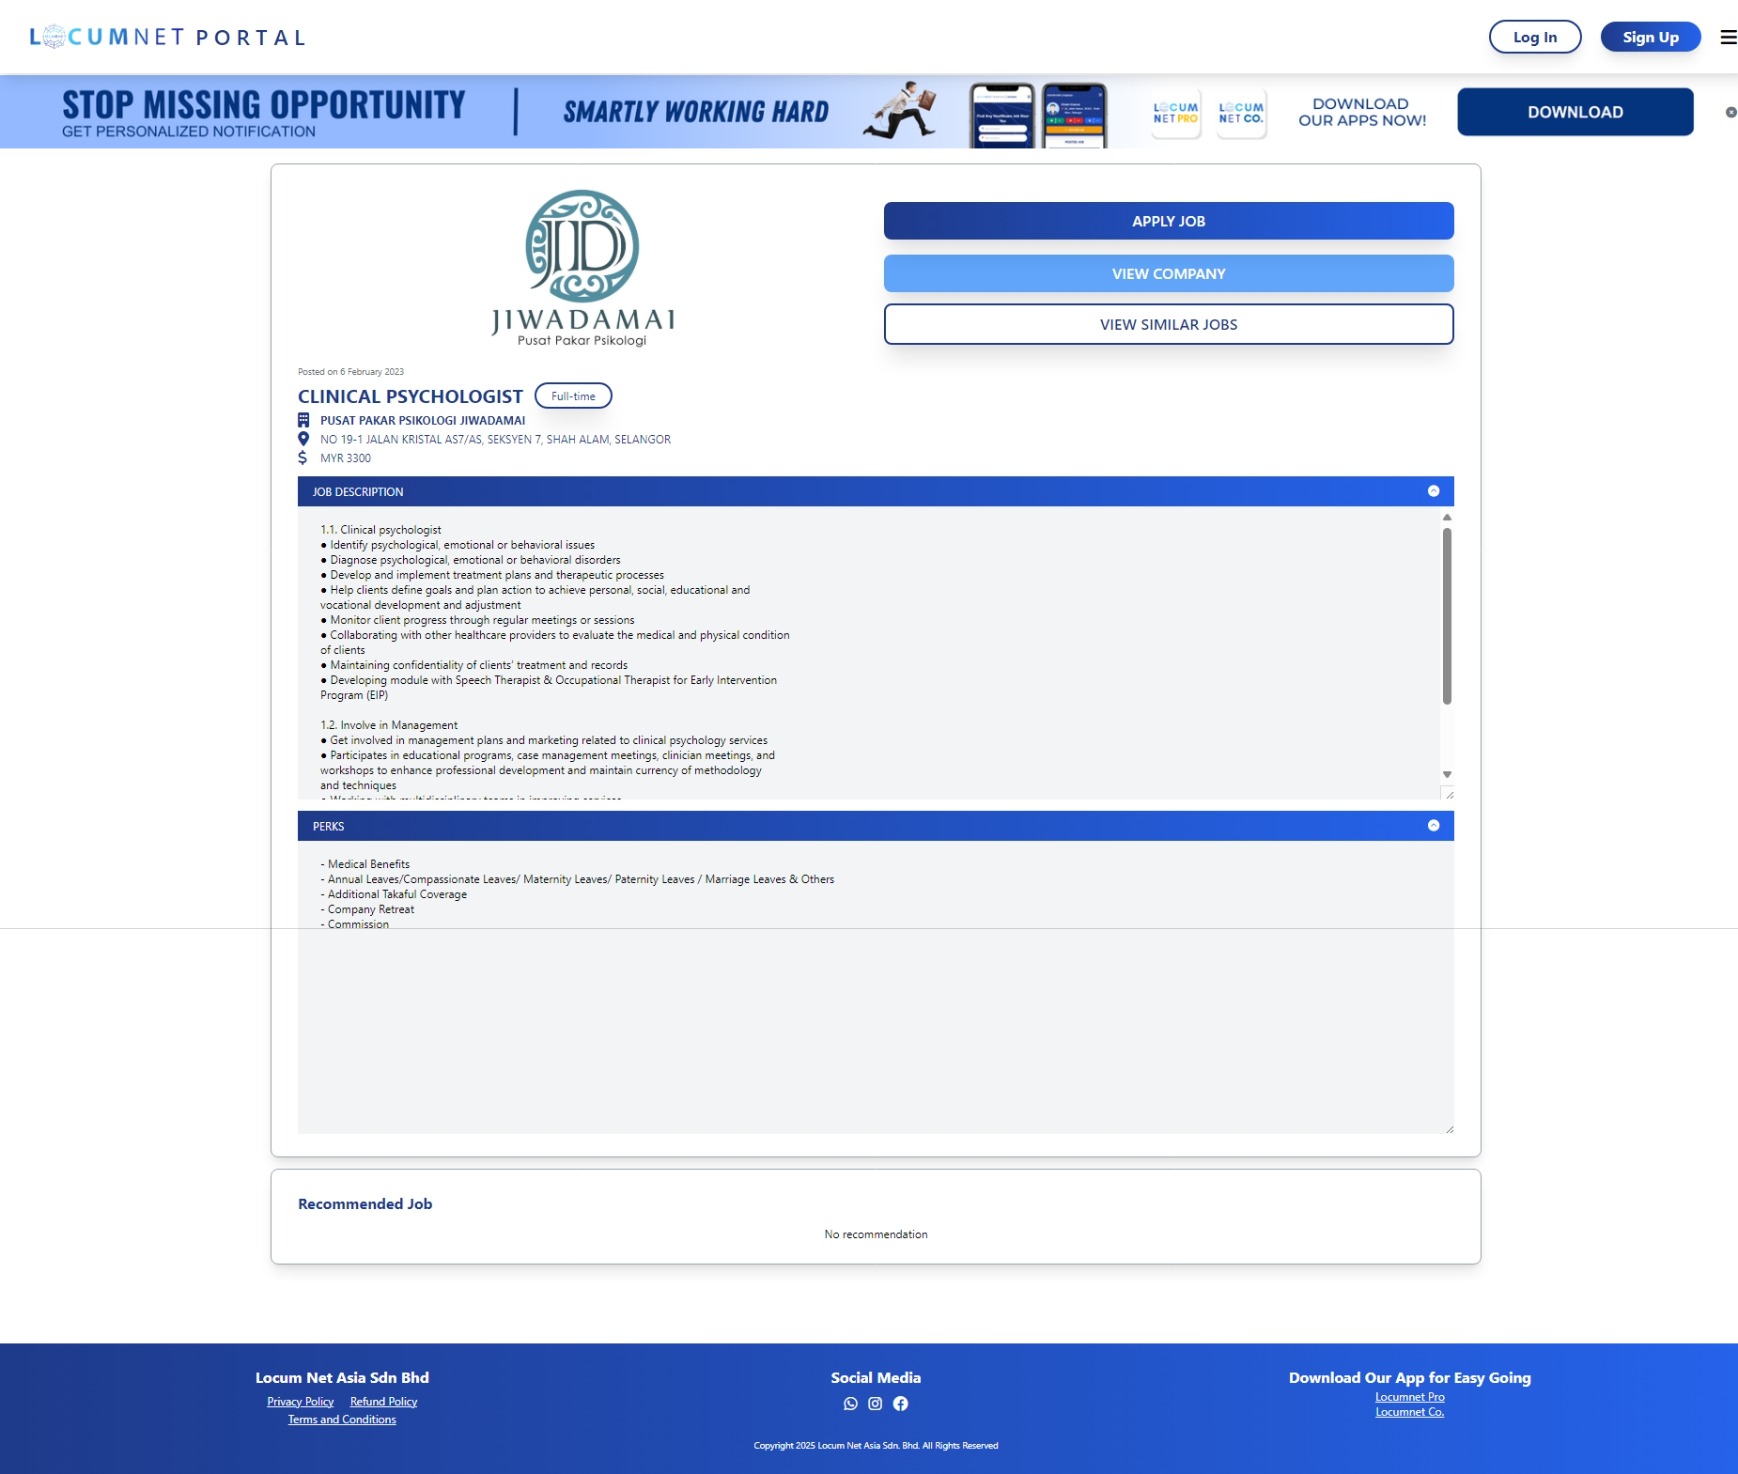 LOCUMNET PORTAL
Log In
Sign Up
STOP MISSING OPPORTUNITY
GET PERSONALIZED NOTIFICATION
SMARTLY WORKING HARD
LOCUM
NET PRO
LOCUM
NET CO.
DOWNLOAD
OUR APPS NOW!
DOWNLOAD
JD
JIWADAMAI
Pusat Pakar Psikologi
APPLY JOB
VIEW COMPANY
VIEW SIMILAR JOBS
Posted on 6 February 2023
CLINICAL PSYCHOLOGIST
Full-time
PUSAT PAKAR PSIKOLOGI JIWADAMAI
NO 19-1 JALAN KRISTAL AS7/AS, SEKSYEN 7, SHAH ALAM, SELANGOR
MYR 3300
JOB DESCRIPTION
1.1. Clinical psychologist
● Identify psychological, emotional or behavioral issues
● Diagnose psychological, emotional or behavioral disorders
● Develop and implement treatment plans and therapeutic processes
● Help clients define goals and plan action to achieve personal, social, educational and
vocational development and adjustment
● Monitor client progress through regular meetings or sessions
● Collaborating with other healthcare providers to evaluate the medical and physical condition
of clients
● Maintaining confidentiality of clients' treatment and records
● Developing module with Speech Therapist & Occupational Therapist for Early Intervention
Program (EIP)
1.2. Involve in Management
● Get involved in management plans and marketing related to clinical psychology services
● Participates in educational programs, case management meetings, clinician meetings, and
workshops to enhance professional development and maintain currency of methodology
and techniques
● Working with multidisciplinary teams in improving services
PERKS
- Medical Benefits
- Annual Leaves/Compassionate Leaves/ Maternity Leaves/ Paternity Leaves / Marriage Leaves & Others
- Additional Takaful Coverage
- Company Retreat
- Commission
Recommended Job
No recommendation
Locum Net Asia Sdn Bhd
Privacy Policy Refund Policy
Terms and Conditions
Social Media
Download Our App for Easy Going
Locumnet Pro
Locumnet Co.
Copyright 2025 Locum Net Asia Sdn. Bhd. All Rights Reserved